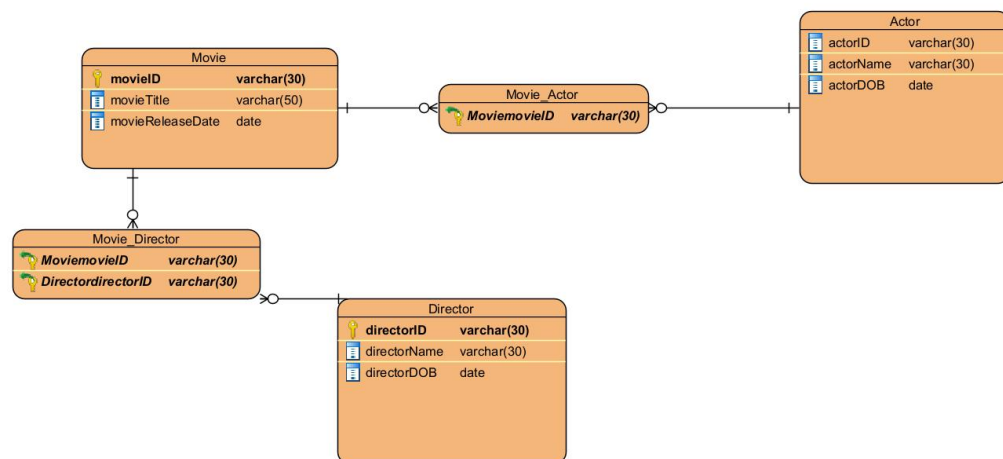 Movie
movieID varchar(30)
movieTitle varchar(50)
movieReleaseDate date
Movie_Actor
MoviemovieID varchar(30)
Actor
actorID varchar(30)
actorName varchar(30)
actorDOB date
Movie_Director
MoviemovieID varchar(30)
DirectordirectorID varchar(30)
Director
directorID varchar(30)
directorName varchar(30)
directorDOB date